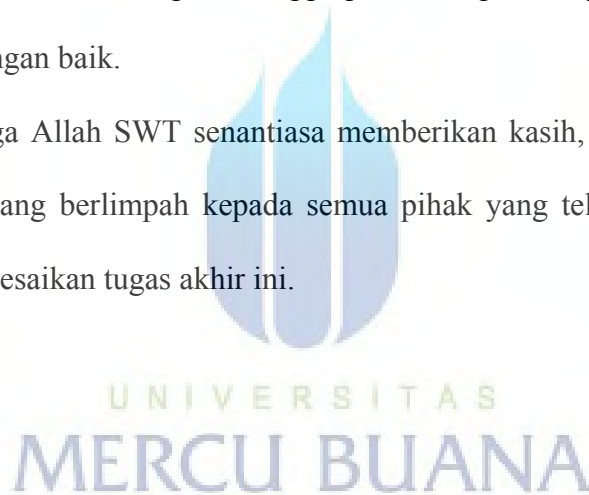 ngan baik.
ga Allah SWT senantiasa memberikan kasih,
ang berlimpah kepada semua pihak yang tel
esaikan tugas akhir ini.
UNIVERSITAS
MERCU BUANA